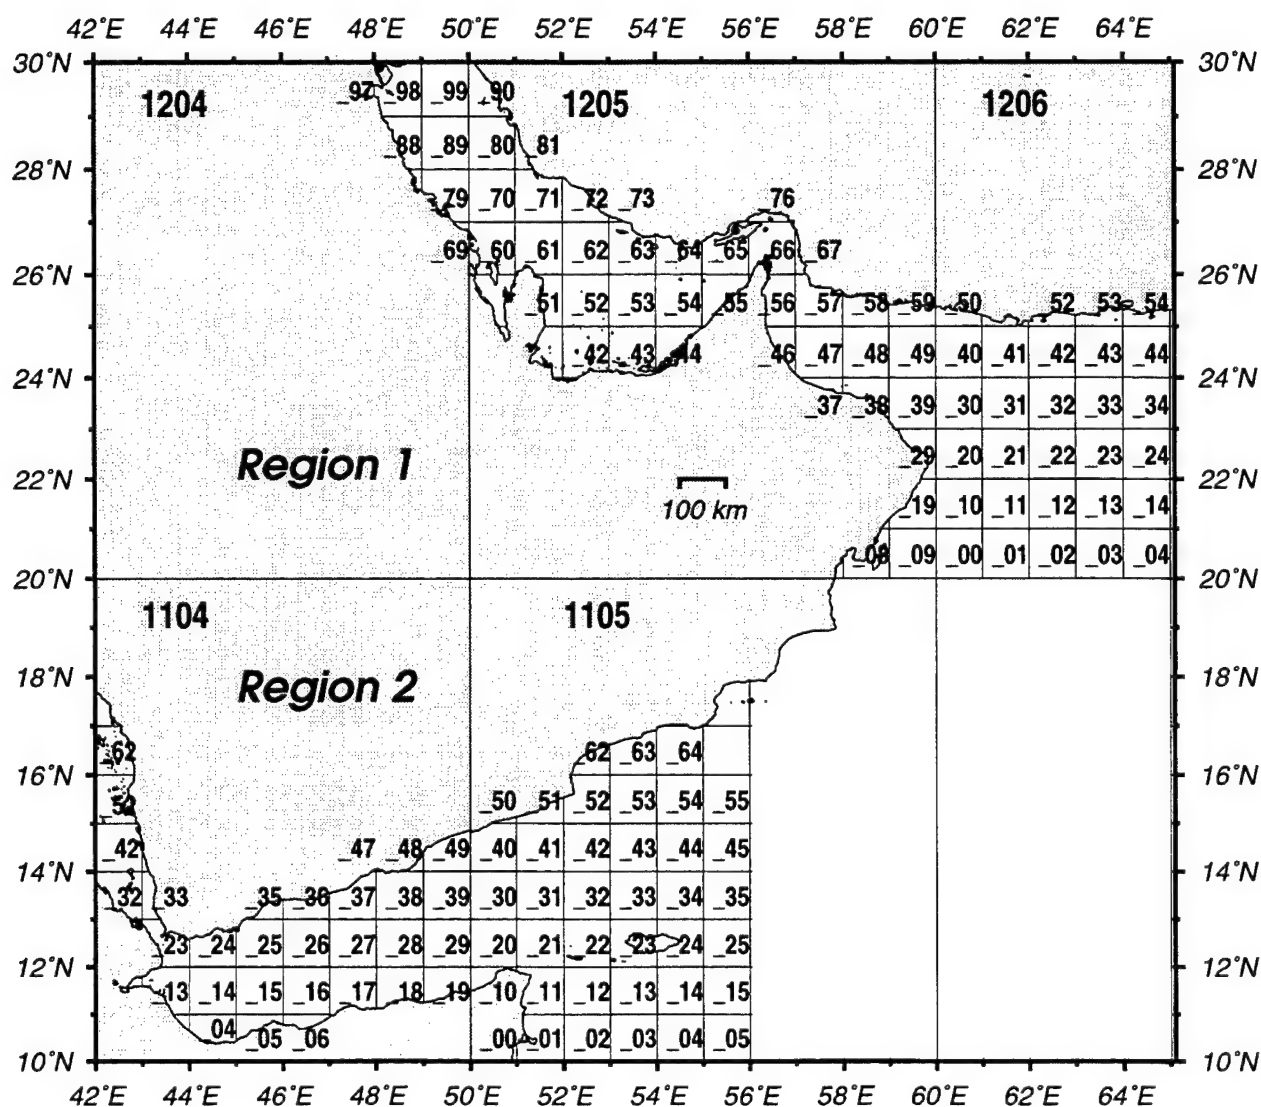 42°E 44°E 46°E 48°E 50°E 52°E 54°E 56°E 58°E 60°E 62°E 64°E
30°N 30°N
_97 _98 _99 _90
1204 1205 1206
_88 _89 _80 _81
28°N 28°N
_79 _70 _71 _72 _73 _76
_69 _60 _61 _62 _63 _64 _65 _66 _67
26°N 26°N
_51 _52 _53 _54 _55 _56 _57 _58 _59 _50 _52 _53 _54
_42 _43 _44 _46 _47 _48 _49 _40 _41 _42 _43 _44
24°N 24°N
_37 _38 _39 _30 _31 _32 _33 _34
Region 1
_29 _20 _21 _22 _23 _24
22°N 22°N
100 km
_19 _10 _11 _12 _13 _14
_08 _09 _00 _01 _02 _03 _04
20°N 20°N
1104 1105
Region 2
18°N 18°N
_62 _62 _63 _64
16°N 16°N
_52 _50 _51 _52 _53 _54 _55
_42 _47 _48 _49 _40 _41 _42 _43 _44 _45
14°N 14°N
_32 _33 _35 _36 _37 _38 _39 _30 _31 _32 _33 _34 _35
_23 _24 _25 _26 _27 _28 _29 _20 _21 _22 _23 _24 _25
12°N 12°N
_13 _14 _15 _16 _17 _18 _19 _10 _11 _12 _13 _14 _15
_04 _05 _06 _00 _01 _02 _03 _04 _05
10°N 10°N
42°E 44°E 46°E 48°E 50°E 52°E 54°E 56°E 58°E 60°E 62°E 64°E